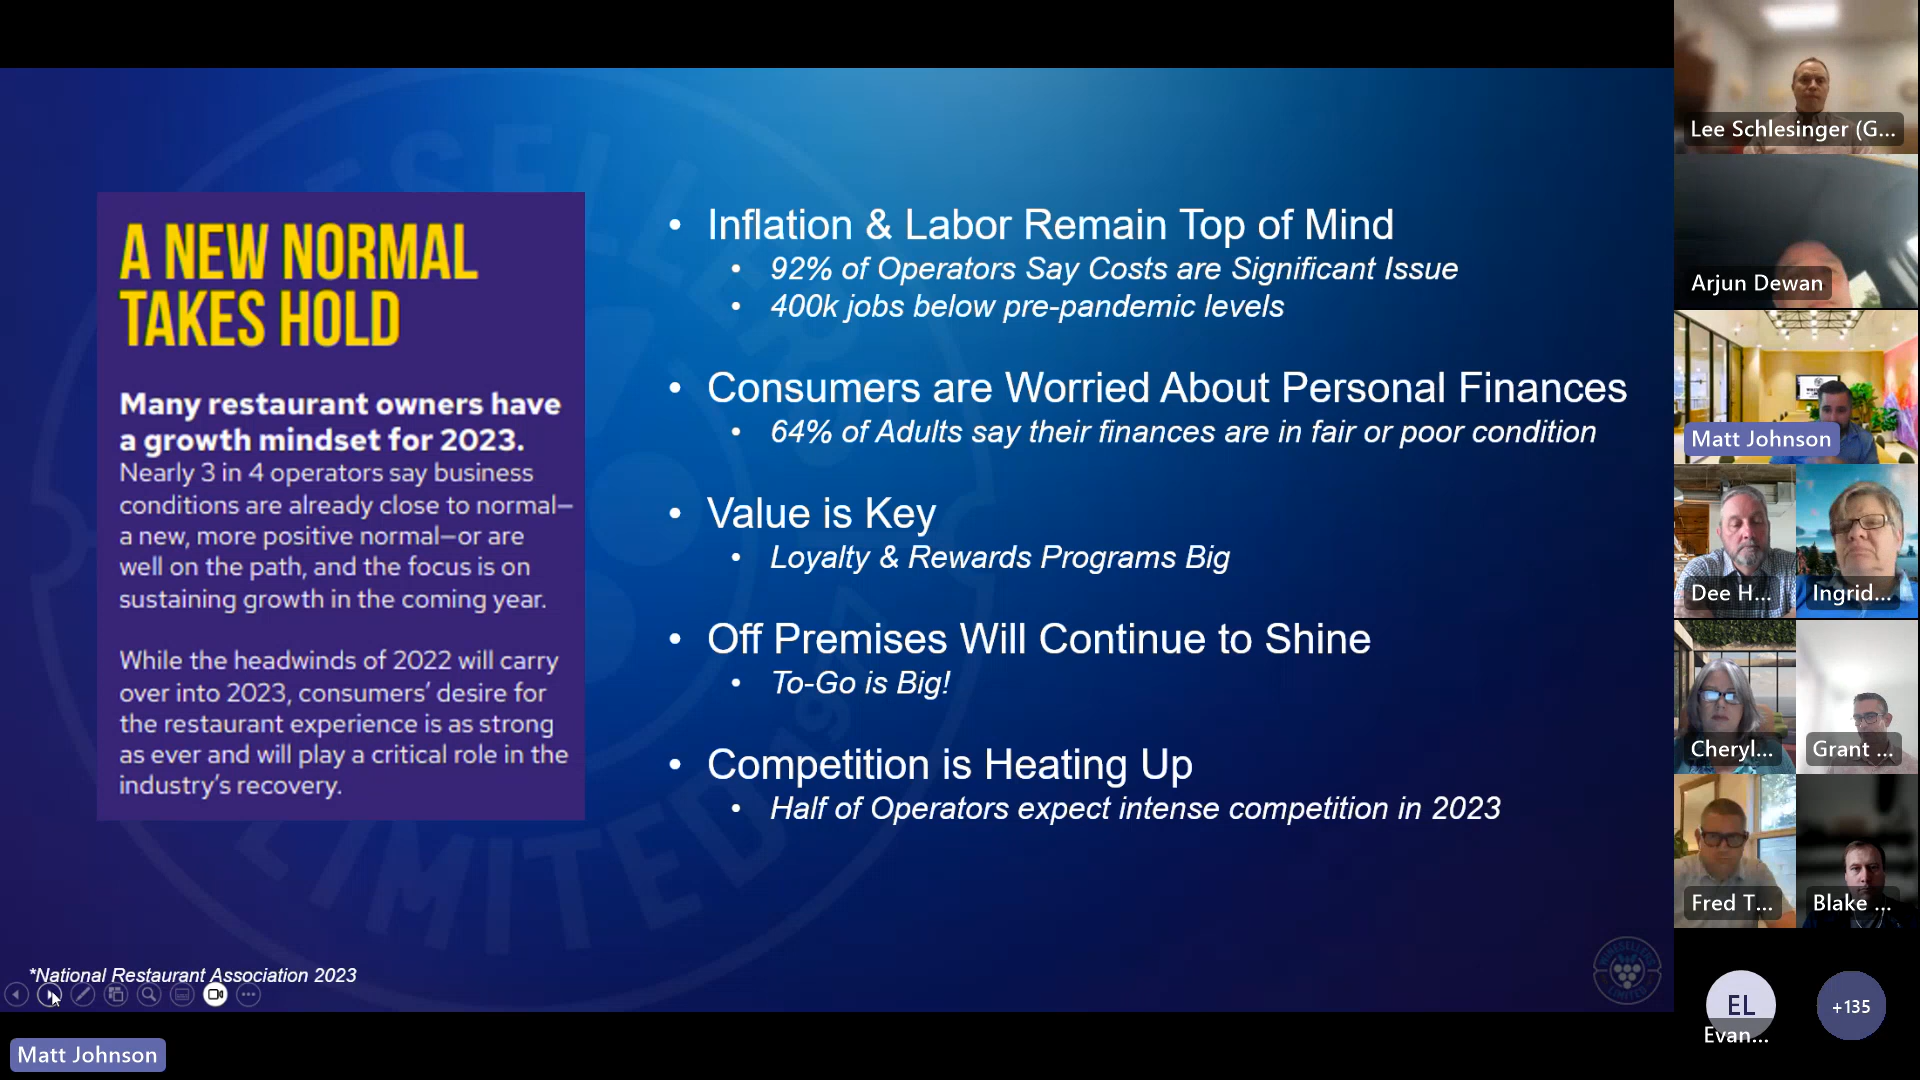 A NEW NORMAL
TAKES HOLD
Many restaurant owners have
a growth mindset for 2023.
Nearly 3 in 4 operators say business
conditions are already close to normal—
a new, more positive normal—or are
well on the path, and the focus is on
sustaining growth in the coming year.
While the headwinds of 2022 will carry
over into 2023, consumers’ desire for
the restaurant experience is as strong
as ever and will play a critical role in the
industry’s recovery.
• Inflation & Labor Remain Top of Mind
• 92% of Operators Say Costs are Significant Issue
• 400k jobs below pre-pandemic levels
• Consumers are Worried About Personal Finances
• 64% of Adults say their finances are in fair or poor condition
• Value is Key
• Loyalty & Rewards Programs Big
• Off Premises Will Continue to Shine
• To-Go is Big!
• Competition is Heating Up
• Half of Operators expect intense competition in 2023
*National Restaurant Association 2023
LIMITED
Matt Johnson
Lee Schlesinger (G...
Arjun Dewan
Matt Johnson
Dee H...
Ingrid...
Cheryl...
Grant ...
Fred T...
Blake ...
EL
Evan...
+135